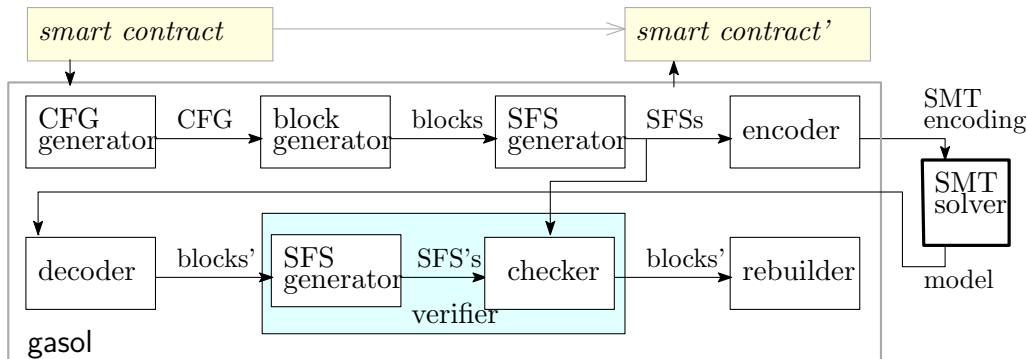 smart contract
smart contract'
CFG
generator
CFG
block
generator
blocks
SFS
generator
SFSs
encoder
SMT
encoding
SMT
solver
decoder
blocks'
SFS
generator
SFS's
checker
blocks'
rebuilder
model
verifier
gasol